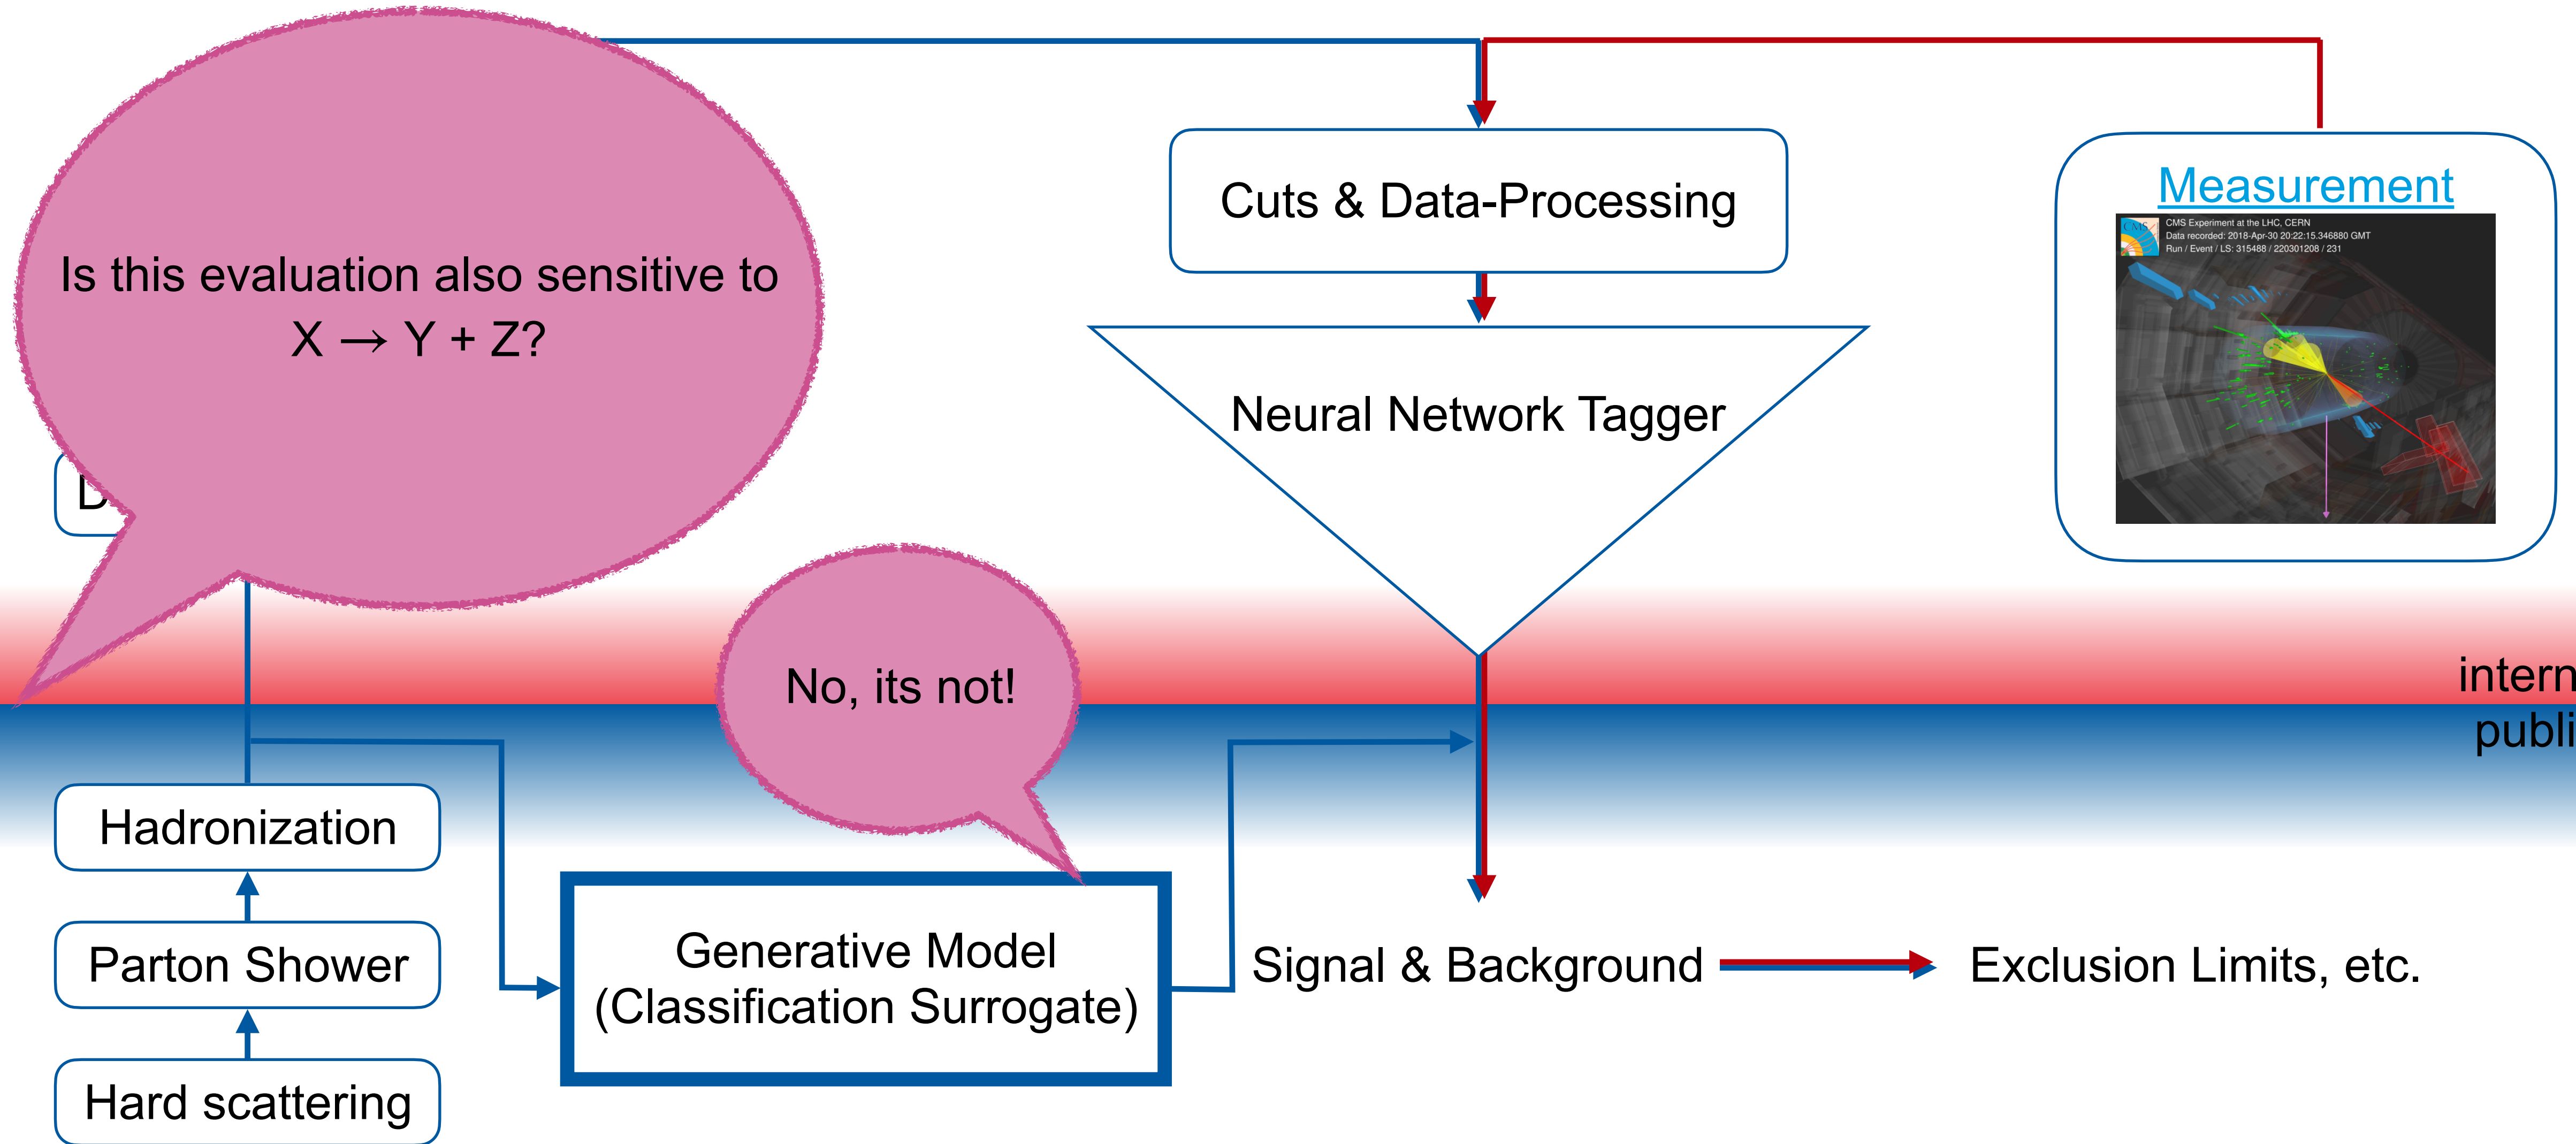 Is this evaluation also sensitive to
X → Y + Z?
Cuts & Data-Processing
Measurement
CMS
CMS Experiment at the LHC, CERN
Data recorded: 2018-Apr-30 20:22:15.346880 GMT
Run / Event / LS: 315488 / 220301208 / 231
Neural Network Tagger
No, its not!
Hadronization
Parton Shower
Hard scattering
Generative Model
(Classification Surrogate)
Signal & Background
Exclusion Limits, etc.